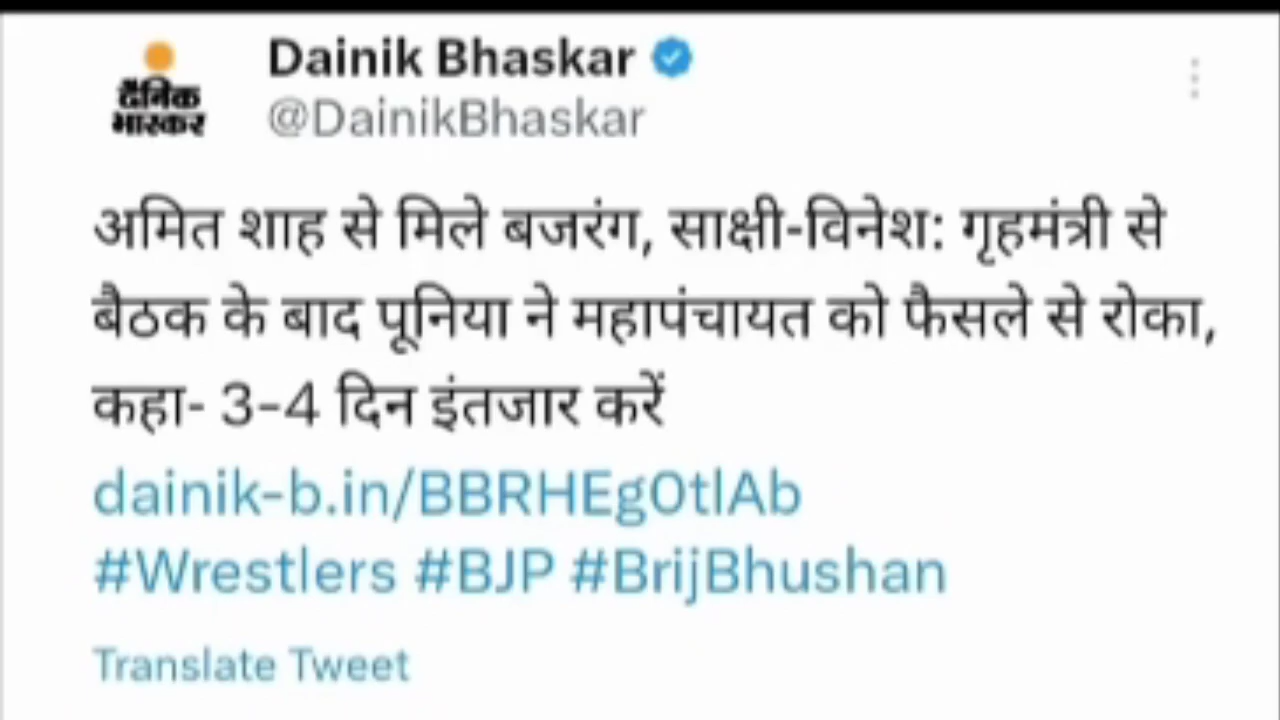 दैनिक
भास्कर
Dainik Bhaskar
@DainikBhaskar
अमित शाह से मिले बजरंग, साक्षी-विनेश: गृहमंत्री से
बैठक के बाद पूनिया ने महापंचायत को फैसले से रोका,
कहा- 3-4 दिन इंतजार करें
dainik-b.in/BBRHEg0tlAb
#Wrestlers #BJP #BrijBhushan
Translate Tweet